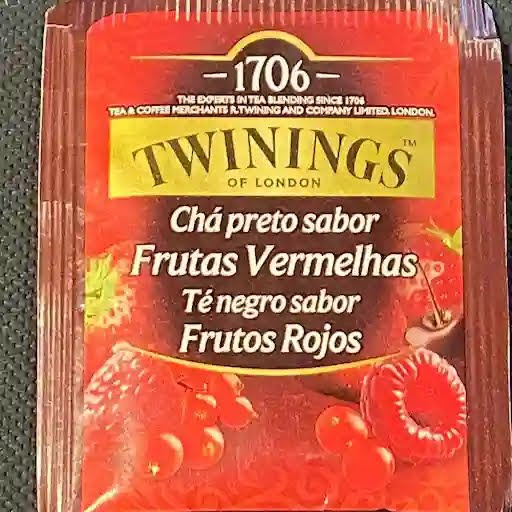 1706
THE EXPERTS IN TEA BLENDING SINCE 1706
TEA & COFFEE MERCHANTS R.TWINING AND COMPANY LIMITED, LONDON.
TWININGS™
OF LONDON
Chá preto sabor
Frutas Vermelhas
Té negro sabor
Frutos Rojos